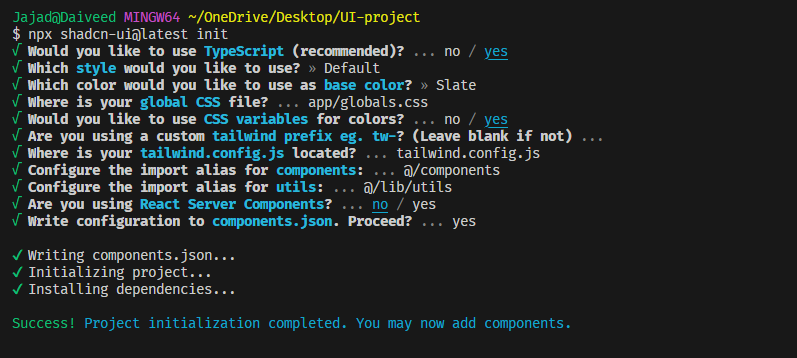 Jajad@Daiveed MINGW64 ~/OneDrive/Desktop/UI-project
$ npx shadcn-ui@latest init
√ Would you like to use TypeScript (recommended)? ... no / yes
√ Which style would you like to use? » Default
√ Which color would you like to use as base color? » Slate
√ Where is your global CSS file? ... app/globals.css
√ Would you like to use CSS variables for colors? ... no / yes
√ Are you using a custom tailwind prefix eg. tw-? (Leave blank if not) ...
√ Where is your tailwind.config.js located? ... tailwind.config.js
√ Configure the import alias for components: ... @/components
√ Configure the import alias for utils: ... @/lib/utils
√ Are you using React Server Components? ... no / yes
√ Write configuration to components.json. Proceed? ... yes
✔ Writing components.json...
✔ Initializing project...
✔ Installing dependencies...
Success! Project initialization completed. You may now add components.